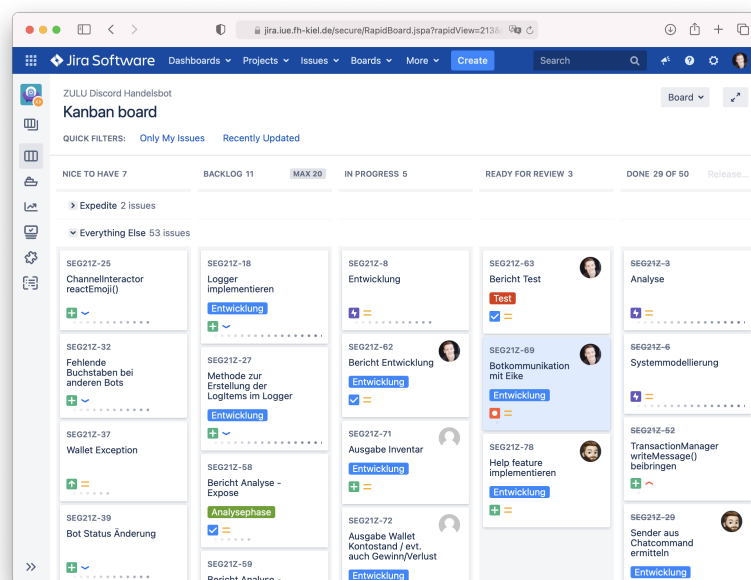 jira.iue.fh-kiel.de/secure/RapidBoard.jspa?rapidView=213&
Jira Software Dashboards Projects Issues Boards More Create Search
ZULU Discord Handelsbot
Kanban board
Board
QUICK FILTERS: Only My Issues Recently Updated
NICE TO HAVE 7 BACKLOG 11 MAX 20 IN PROGRESS 5 READY FOR REVIEW 3 DONE 29 OF 50 Release...
Expedite 2 issues
Everything Else 53 issues
SEG21Z-25
ChannelInteractor
reactEmoji()
SEG21Z-32
Fehlende
Buchstaben bei
anderen Bots
SEG21Z-37
Wallet Exception
SEG21Z-39
Bot Status Änderung
SEG21Z-18
Logger
implementieren
Entwicklung
SEG21Z-27
Methode zur
Erstellung der
LogItems im Logger
Entwicklung
SEG21Z-58
Bericht Analyse -
Expose
Analysephase
SEG21Z-59
Bericht Analyse -
SEG21Z-8
Entwicklung
SEG21Z-62
Bericht Entwicklung
Entwicklung
SEG21Z-71
Ausgabe Inventar
Entwicklung
SEG21Z-72
Ausgabe Wallet
Kontostand / evt.
auch Gewinn/Verlust
Entwicklung
SEG21Z-63
Bericht Test
Test
SEG21Z-69
Botkommunikation
mit Eike
Entwicklung
SEG21Z-78
Help feature
implementieren
Entwicklung
SEG21Z-3
Analyse
SEG21Z-6
Systemmodellierung
SEG21Z-52
TransactionManager
writeMessage()
beibringen
SEG21Z-29
Sender aus
Chatcommand
ermitteln
Entwicklung